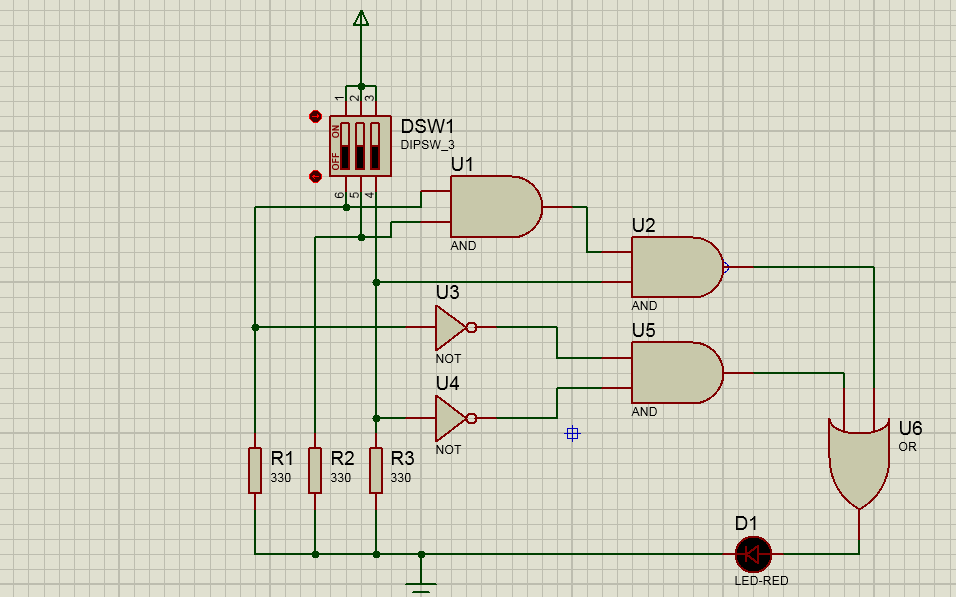 1 2 3
ON
OFF
DSW1
DIPSW_3
6 5 4
U1
AND
U2
AND
U3
NOT
U5
AND
U4
NOT
U6
OR
R1
330
R2
330
R3
330
D1
LED-RED